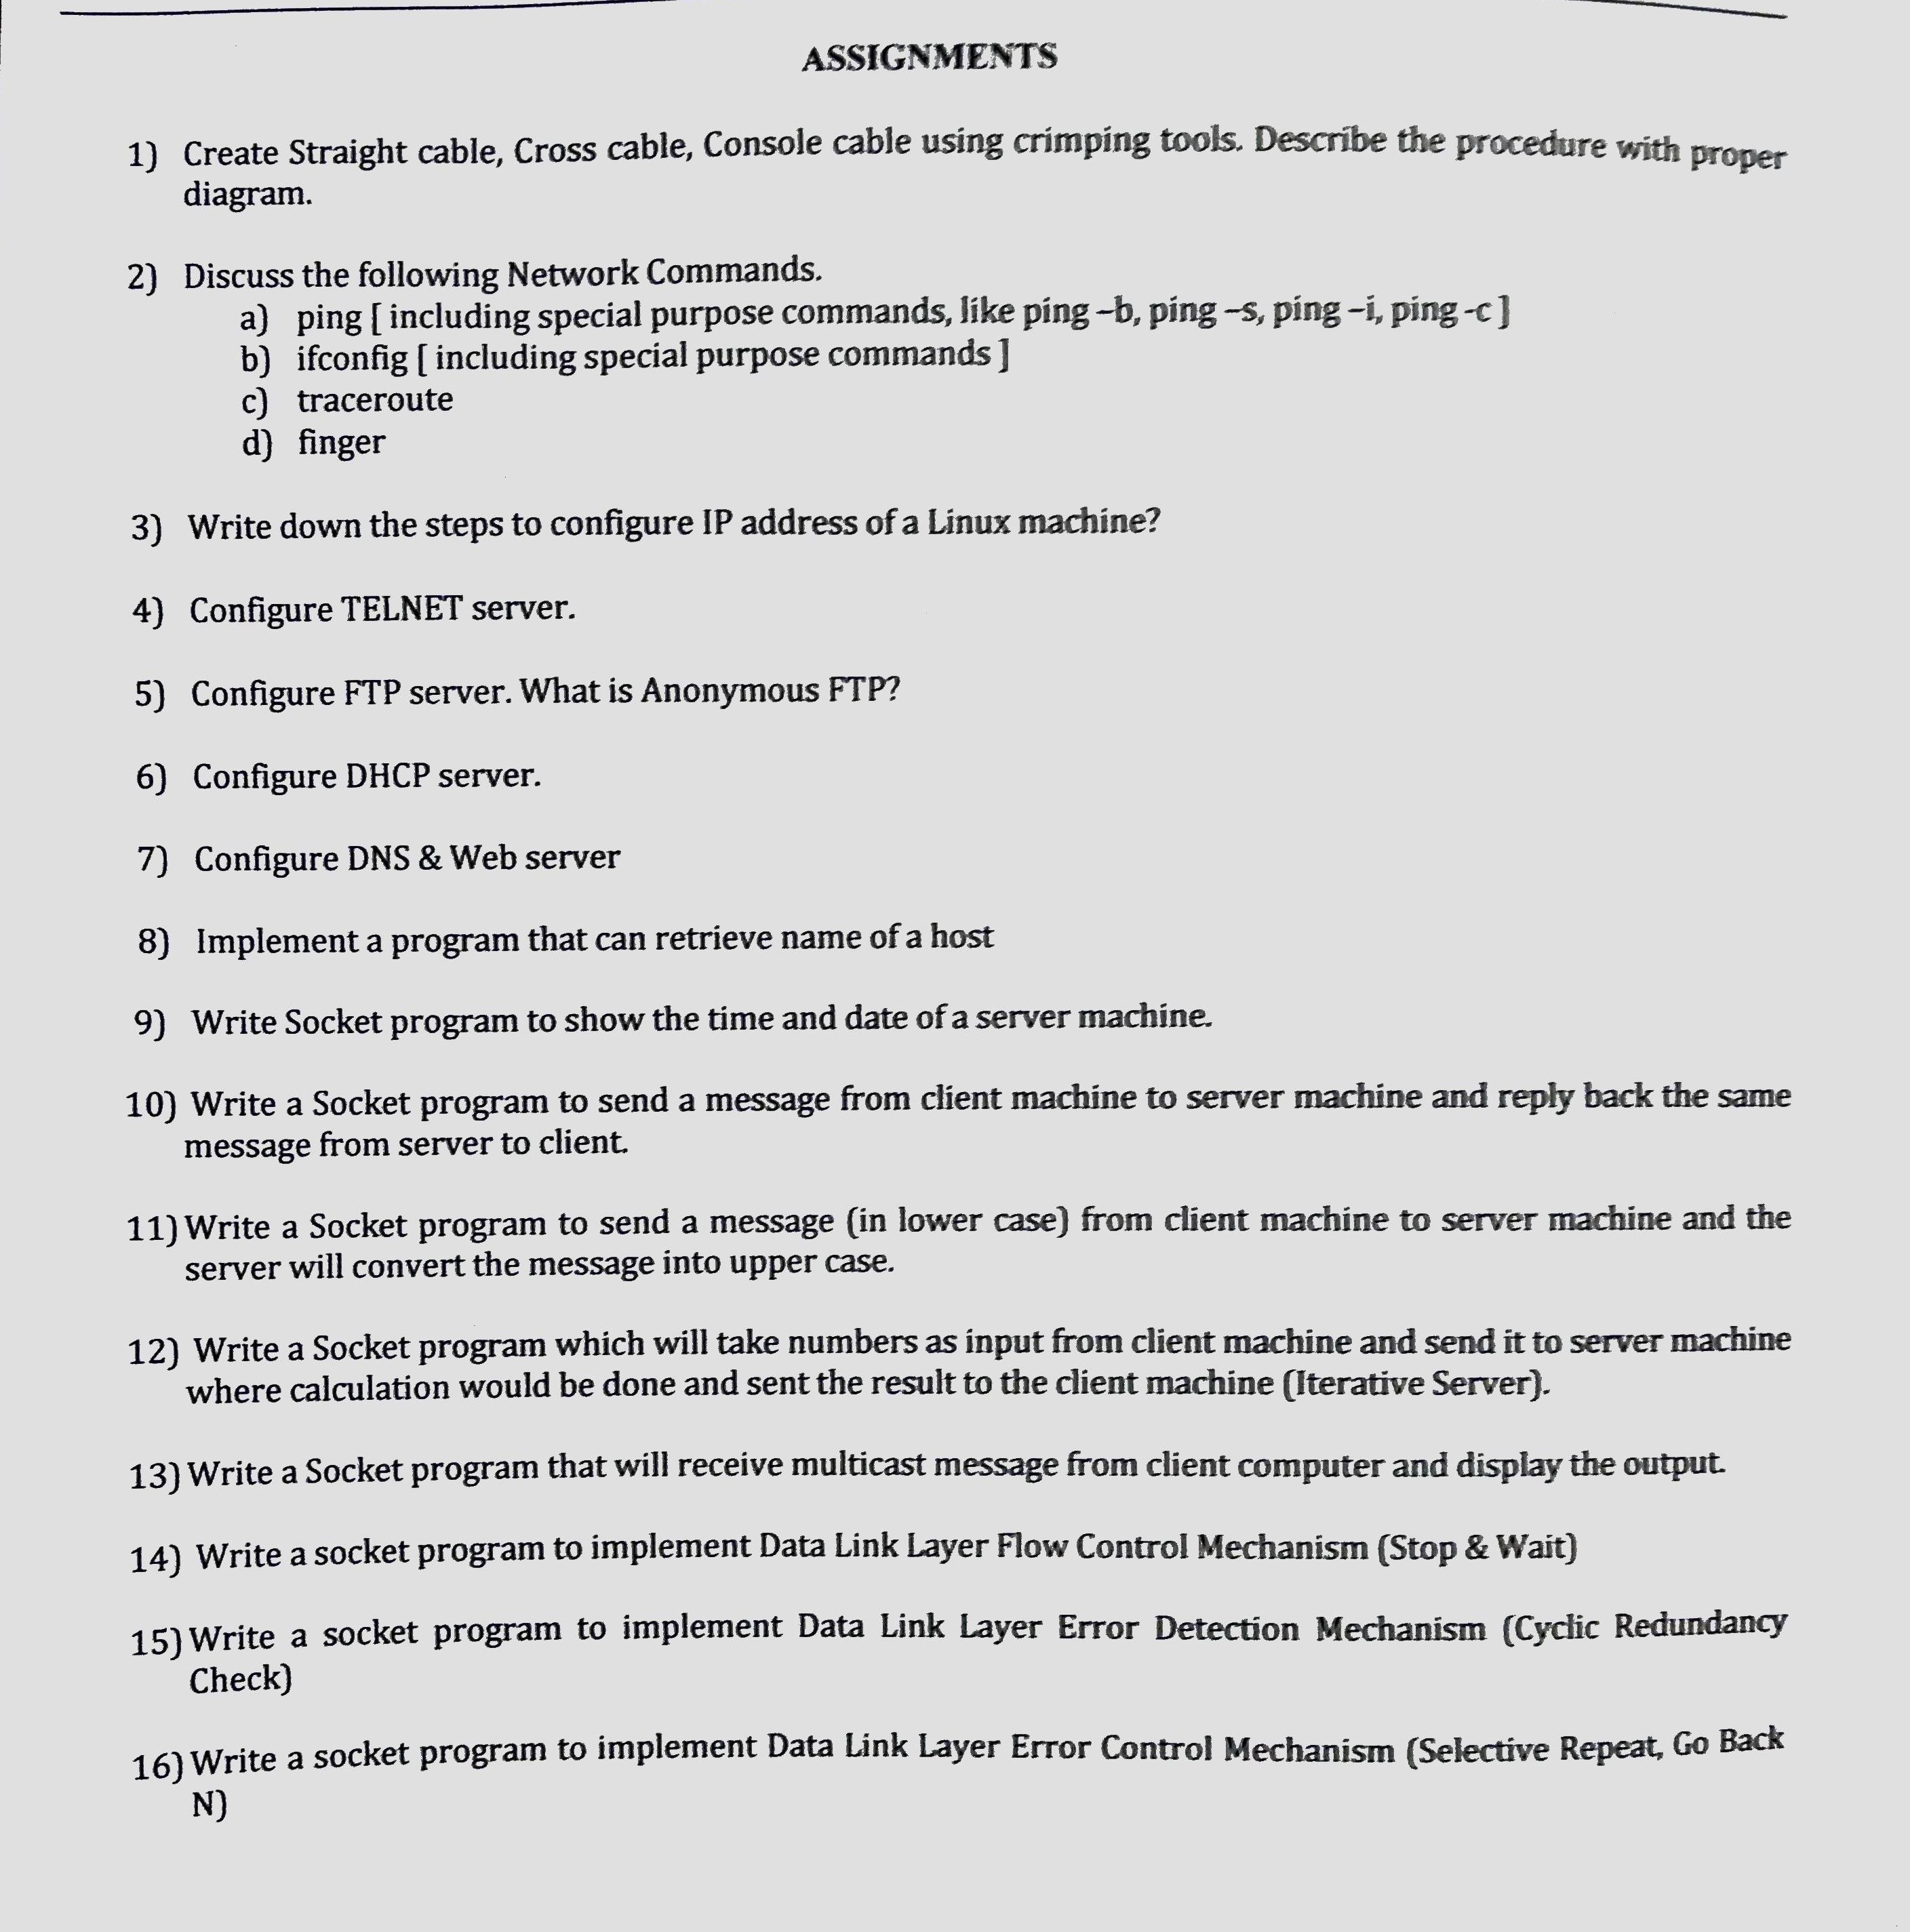 ASSIGNMENTS
1) Create Straight cable, Cross cable, Console cable using crimping tools. Describe the procedure with proper
diagram.
2) Discuss the following Network Commands.
a) ping [ including special purpose commands, like ping –b, ping –s, ping –i, ping -c ]
b) ifconfig [ including special purpose commands ]
c) traceroute
d) finger
3) Write down the steps to configure IP address of a Linux machine?
4) Configure TELNET server.
5) Configure FTP server. What is Anonymous FTP?
6) Configure DHCP server.
7) Configure DNS & Web server
8) Implement a program that can retrieve name of a host
9) Write Socket program to show the time and date of a server machine.
10) Write a Socket program to send a message from client machine to server machine and reply back the same
message from server to client.
11) Write a Socket program to send a message (in lower case) from client machine to server machine and the
server will convert the message into upper case.
12) Write a Socket program which will take numbers as input from client machine and send it to server machine
where calculation would be done and sent the result to the client machine (Iterative Server).
13) Write a Socket program that will receive multicast message from client computer and display the output.
14) Write a socket program to implement Data Link Layer Flow Control Mechanism (Stop & Wait)
15) Write a socket program to implement Data Link Layer Error Detection Mechanism (Cyclic Redundancy
Check)
16) Write a socket program to implement Data Link Layer Error Control Mechanism (Selective Repeat, Go Back
N)